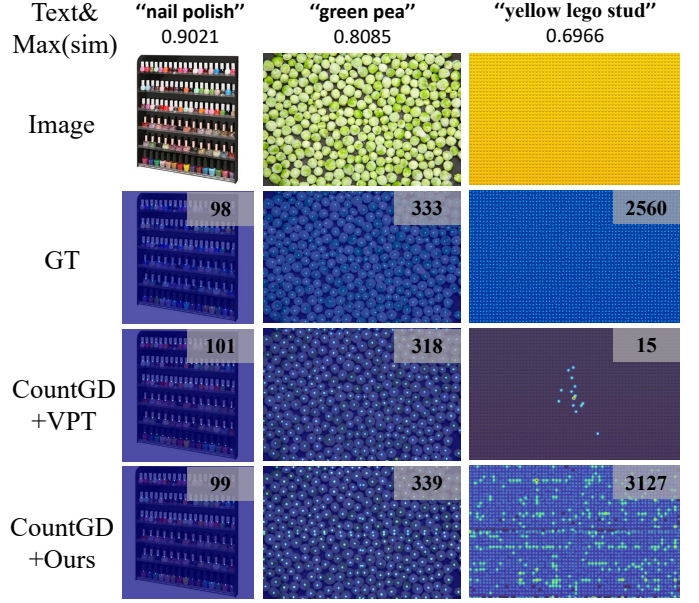 Text&
Max(sim)
“nail polish”
0.9021
“green pea”
0.8085
“yellow lego stud”
0.6966
Image
GT
98
333
2560
CountGD
+VPT
101
318
15
CountGD
+Ours
99
339
3127